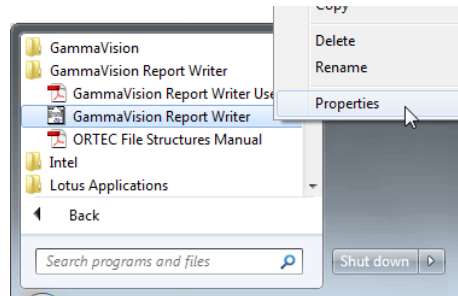 Copy
Delete
Rename
Properties
GammaVision
GammaVision Report Writer
GammaVision Report Writer Use
GammaVision Report Writer
ORTEC File Structures Manual
Intel
Lotus Applications
Back
Search programs and files
Shut down